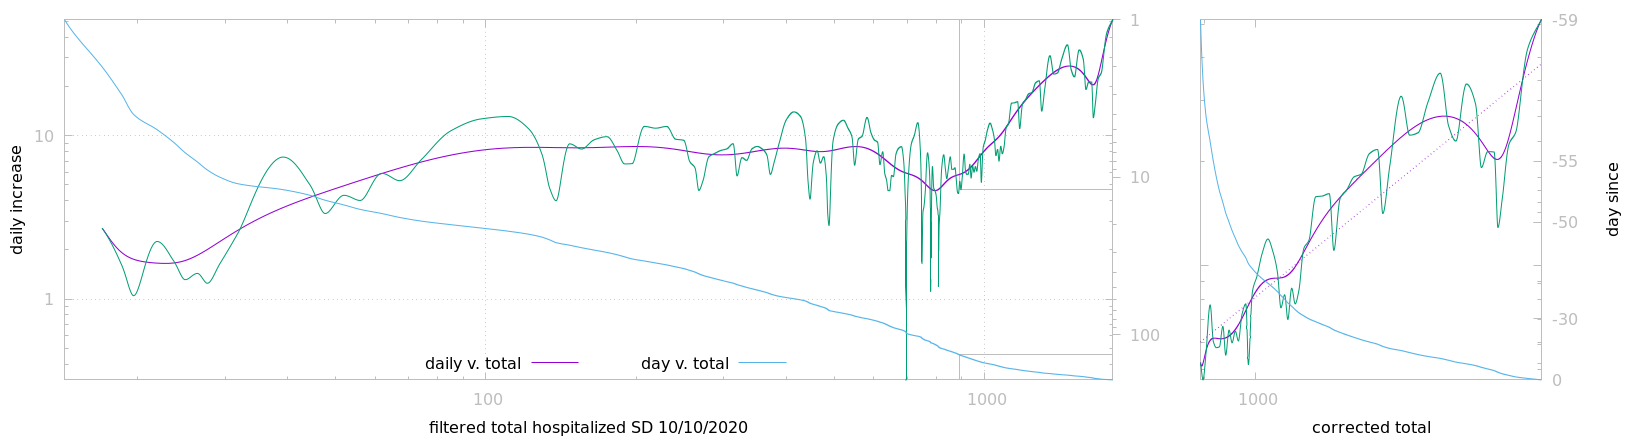 daily increase
10
1
daily v. total
day v. total
100
1000
filtered total hospitalized SD 10/10/2020
1
10
100
1000
corrected total
-59
-55
-50
-30
0
day since